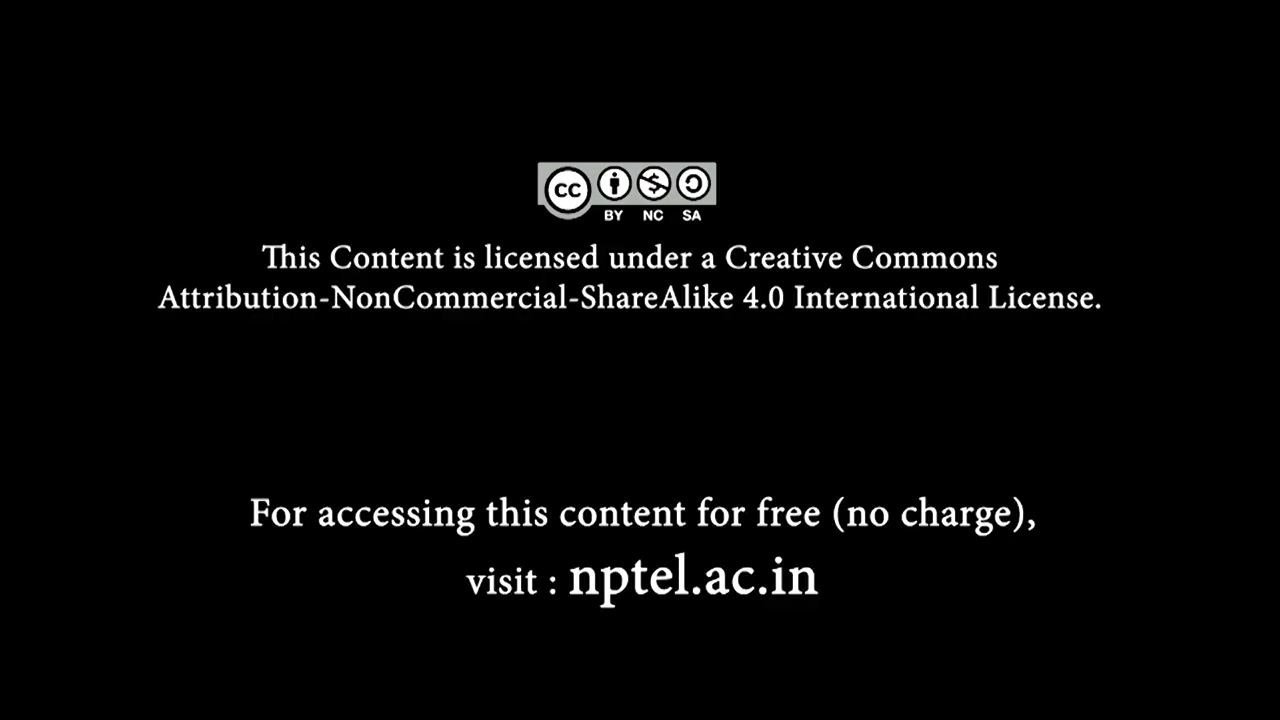 CC BY NC SA
This Content is licensed under a Creative Commons
Attribution-NonCommercial-ShareAlike 4.0 International License.
For accessing this content for free (no charge),
visit : nptel.ac.in